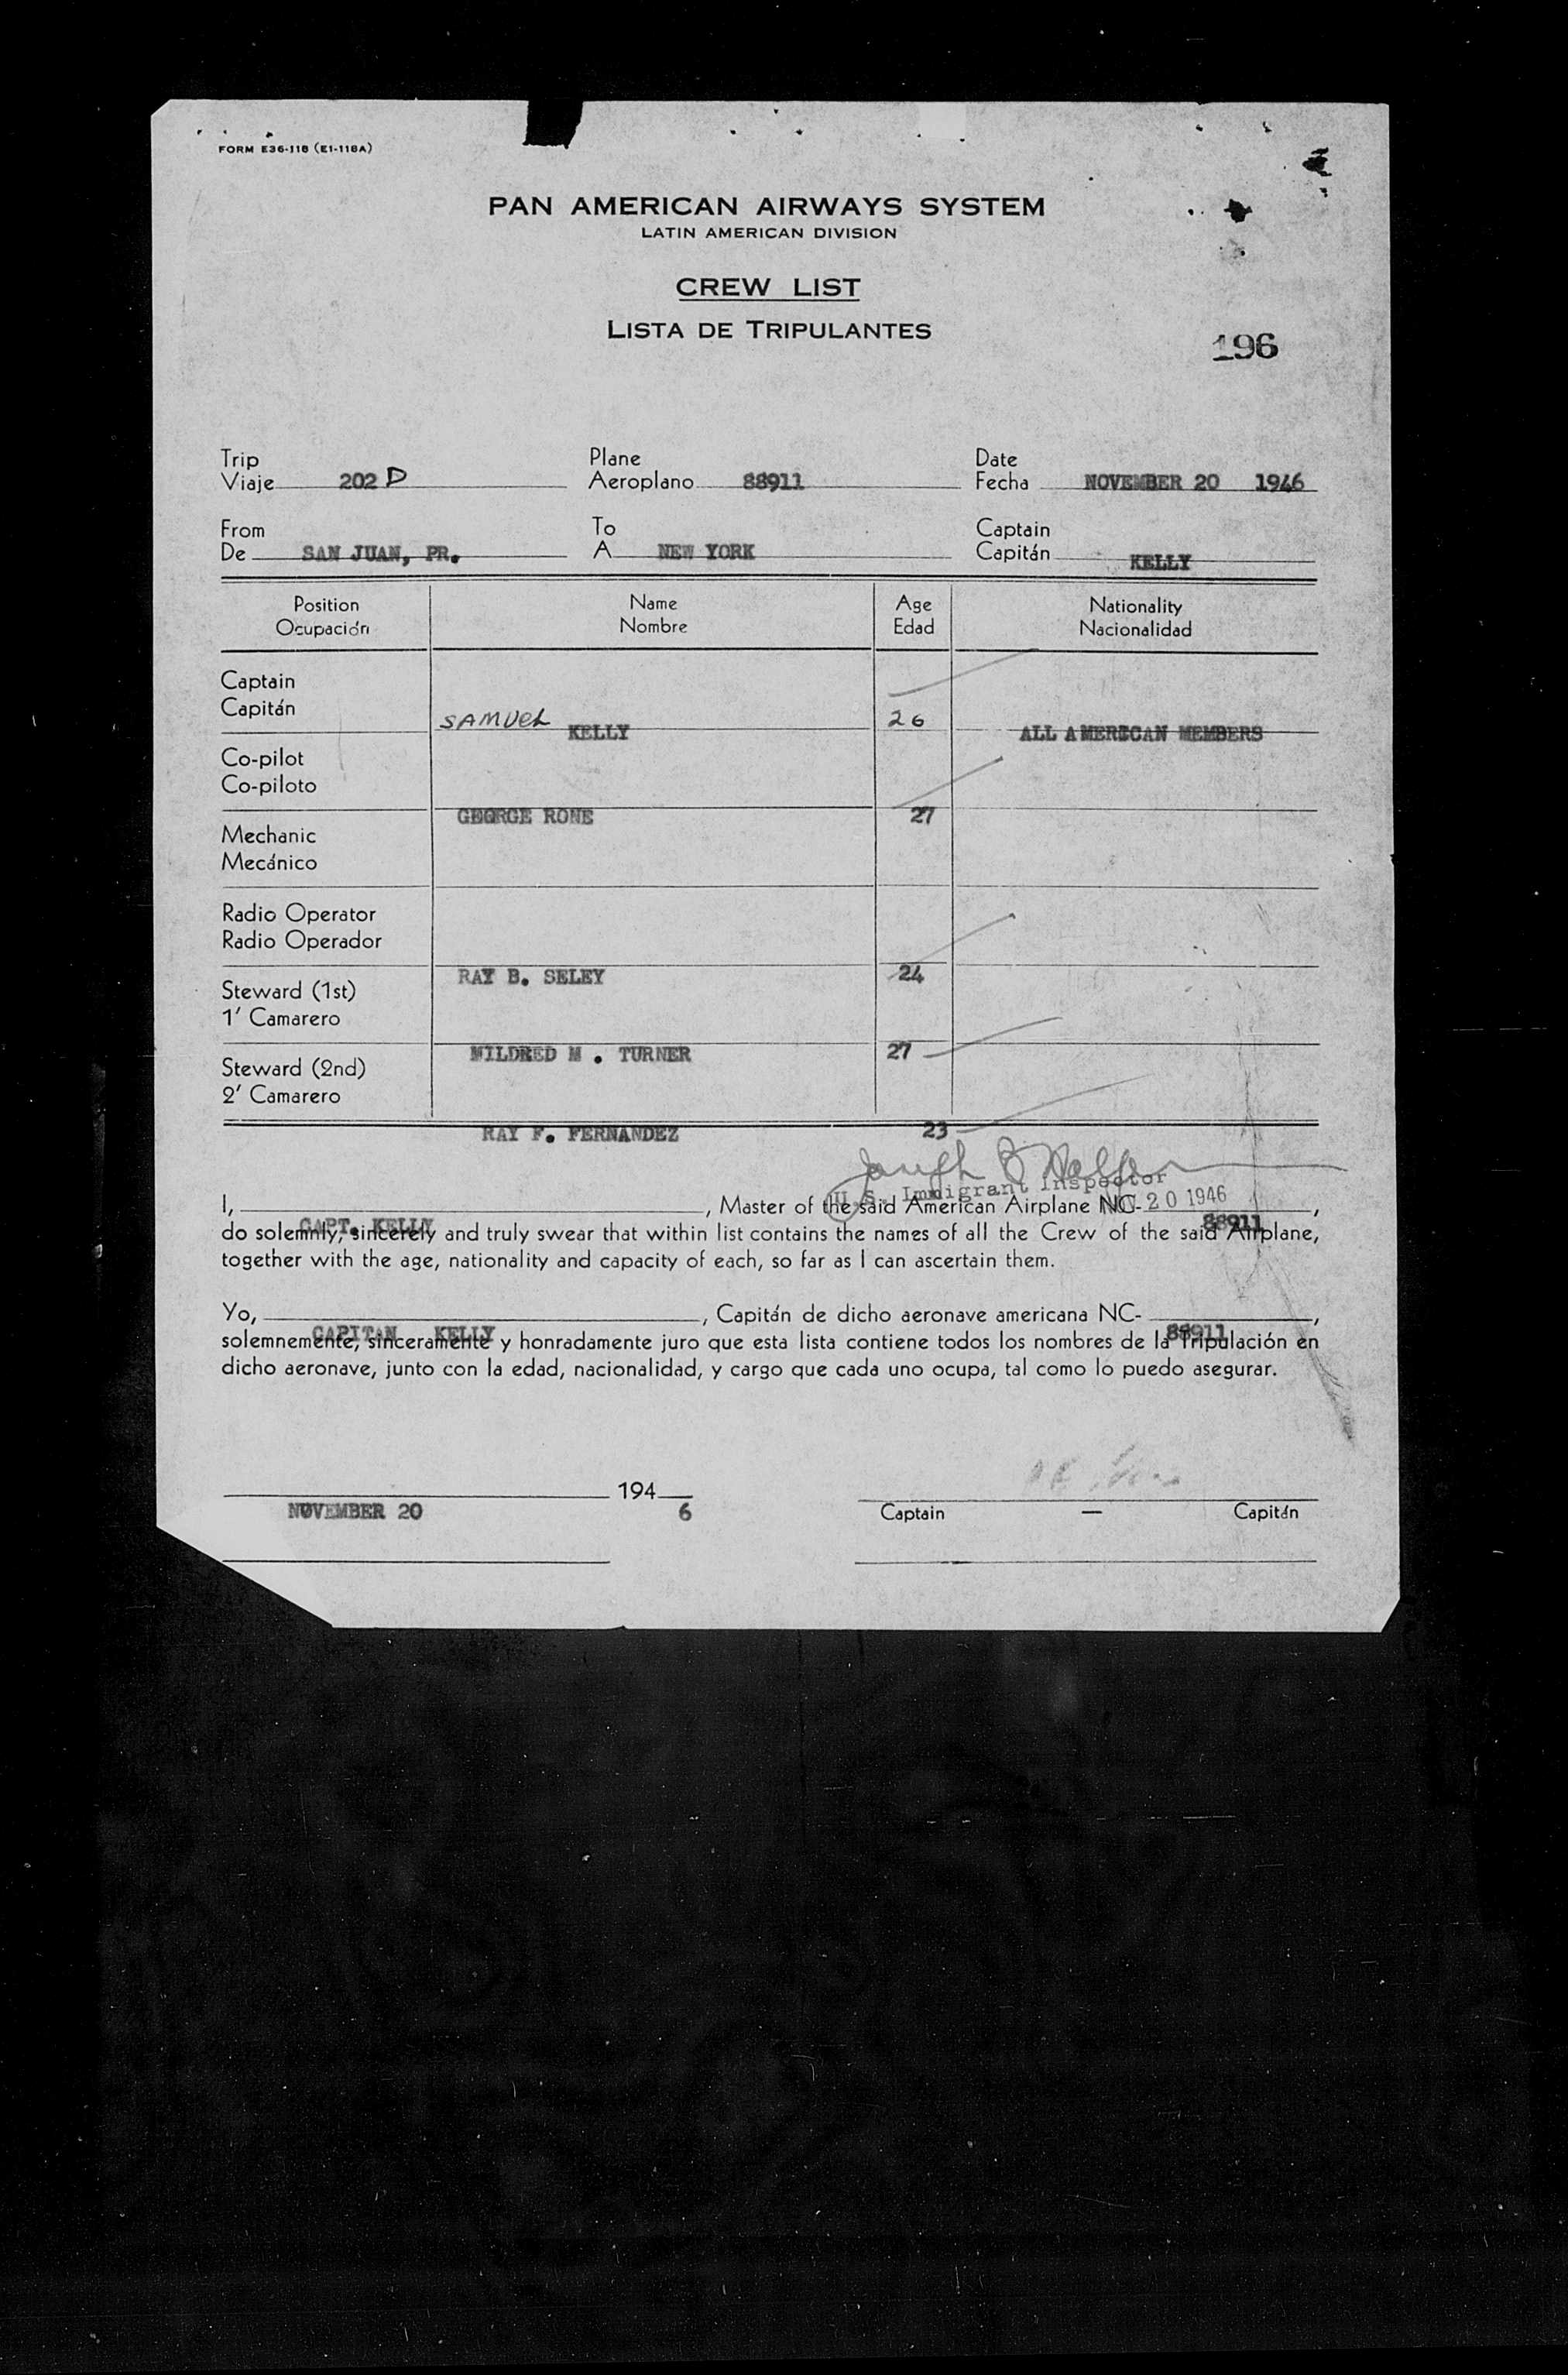 FORM E36-118 (E1-118A)
PAN AMERICAN AIRWAYS SYSTEM
LATIN AMERICAN DIVISION
CREW LIST
LISTA DE TRIPULANTES
196
Trip Plane Date
Viaje 202 D Aeroplano 88911 Fecha NOVEMBER 20 1946
From To Captain
De SAN JUAN, PR. A NEW YORK Capitán KELLY
Position Name Age Nationality
Ocupación Nombre Edad Nacionalidad
Captain
Capitán SAMUEL KELLY 26 ALL AMERICAN MEMBERS
Co-pilot
Co-piloto
GEORGE RONE 27
Mechanic
Mecánico
Radio Operator
Radio Operador
RAY B. SELEY 24
Steward (1st)
1' Camarero
MILDRED M . TURNER 27
Steward (2nd)
2' Camarero
RAY F. FERNANDEZ 23
Joseph B
U.S. Immigrant Inspector
20 1946
I, CAPT. KELLY, Master of the said American Airplane NC- 88911,
do solemnly, sincerely and truly swear that within list contains the names of all the Crew of the said Airplane,
together with the age, nationality and capacity of each, so far as I can ascertain them.
Yo, CAPITAN KELLY, Capitán de dicho aeronave americana NC- 88911,
solemnemente, sinceramente y honradamente juro que esta lista contiene todos los nombres de la Tripulación en
dicho aeronave, junto con la edad, nacionalidad, y cargo que cada uno ocupa, tal como lo puedo asegurar.
NOVEMBER 20 194 6
Captain — Capitán